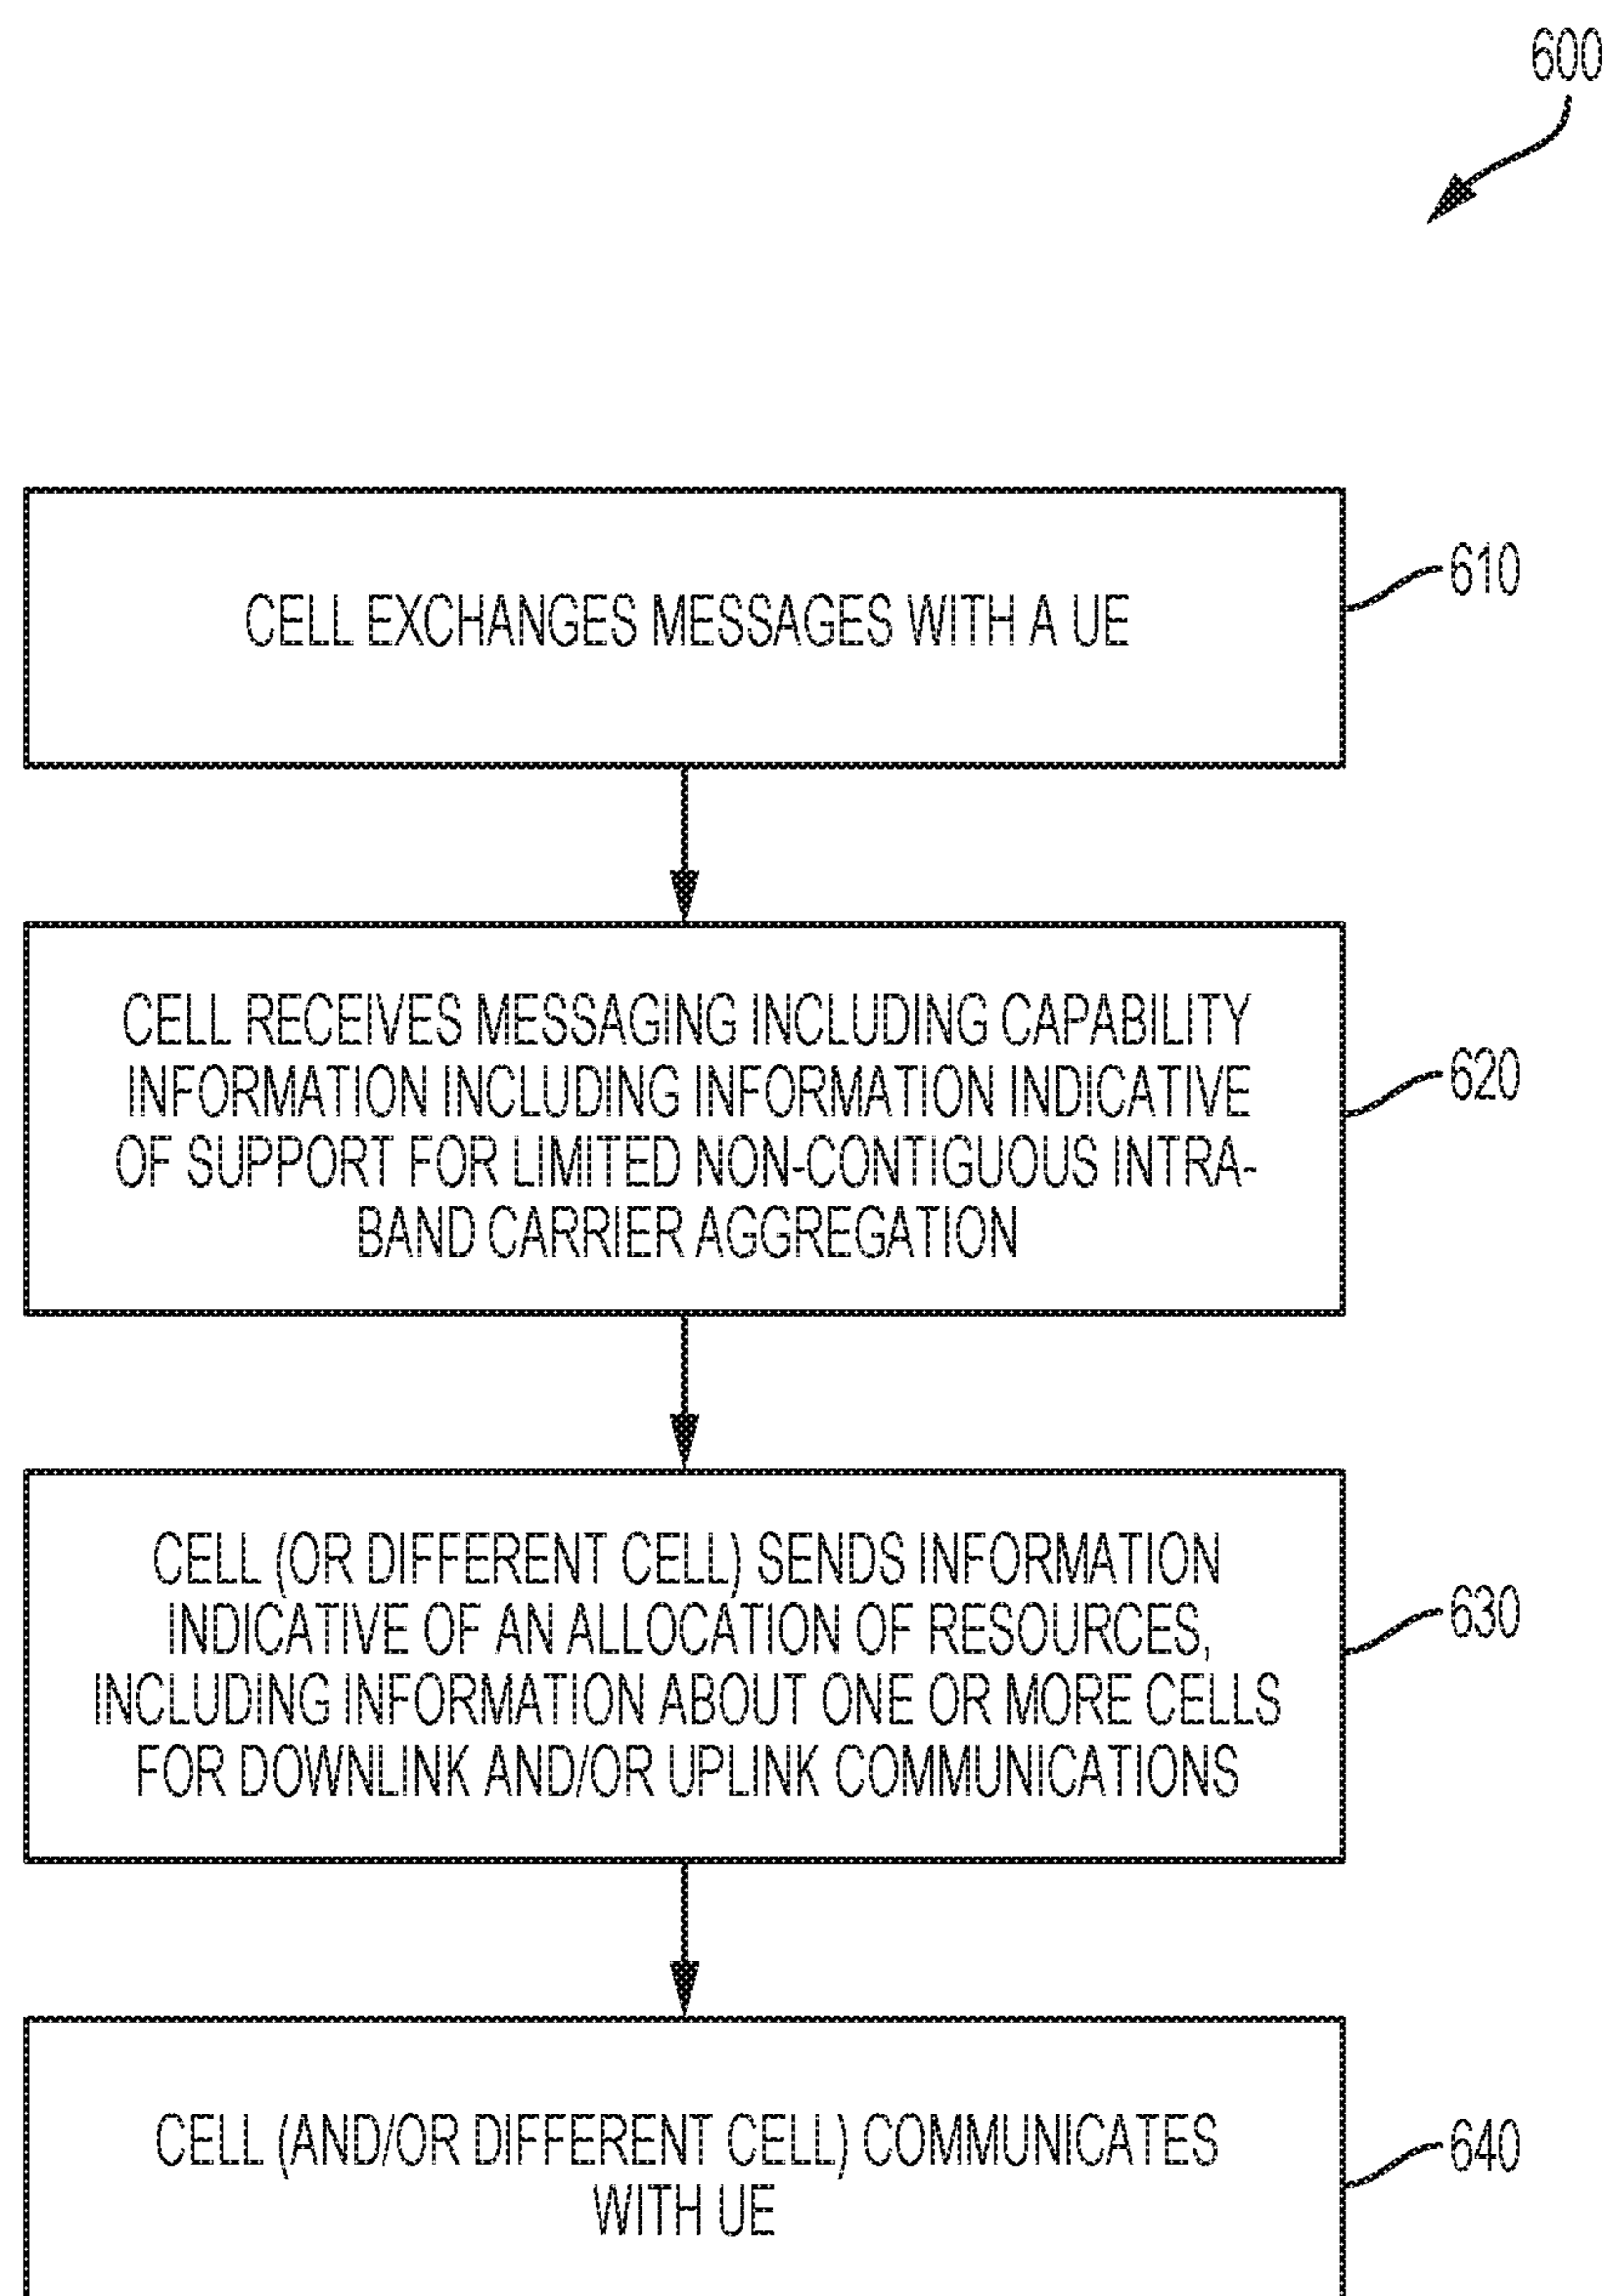 600
CELL EXCHANGES MESSAGES WITH A UE
610
CELL RECEIVES MESSAGING INCLUDING CAPABILITY
INFORMATION INCLUDING INFORMATION INDICATIVE
OF SUPPORT FOR LIMITED NON-CONTIGUOUS INTRA-
BAND CARRIER AGGREGATION
620
CELL (OR DIFFERENT CELL) SENDS INFORMATION
INDICATIVE OF AN ALLOCATION OF RESOURCES,
INCLUDING INFORMATION ABOUT ONE OR MORE CELLS
FOR DOWNLINK AND/OR UPLINK COMMUNICATIONS
630
CELL (AND/OR DIFFERENT CELL) COMMUNICATES
WITH UE
640